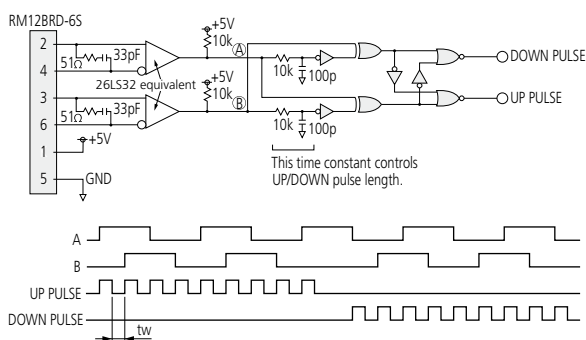 RM12BRD-6S
2
33pF
51Ω
4
26LS32 equivalent
3
33pF
51Ω
6
1
+5V
5
GND
+5V
10k
A
10k
100p
+5V
10k
B
10k
100p
This time constant controls
UP/DOWN pulse length.
DOWN PULSE
UP PULSE
A
B
UP PULSE
DOWN PULSE
tw